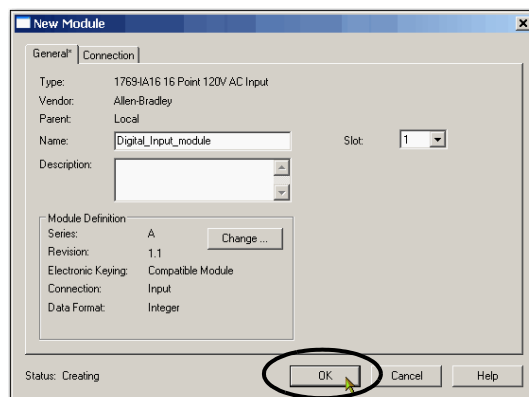 New Module
General* Connection
Type: 1769-IA16 16 Point 120V AC Input
Vendor: Allen-Bradley
Parent: Local
Name: Digital_Input_module Slot: 1
Description:
Module Definition
Series: A Change ...
Revision: 1.1
Electronic Keying: Compatible Module
Connection: Input
Data Format: Integer
Status: Creating OK Cancel Help